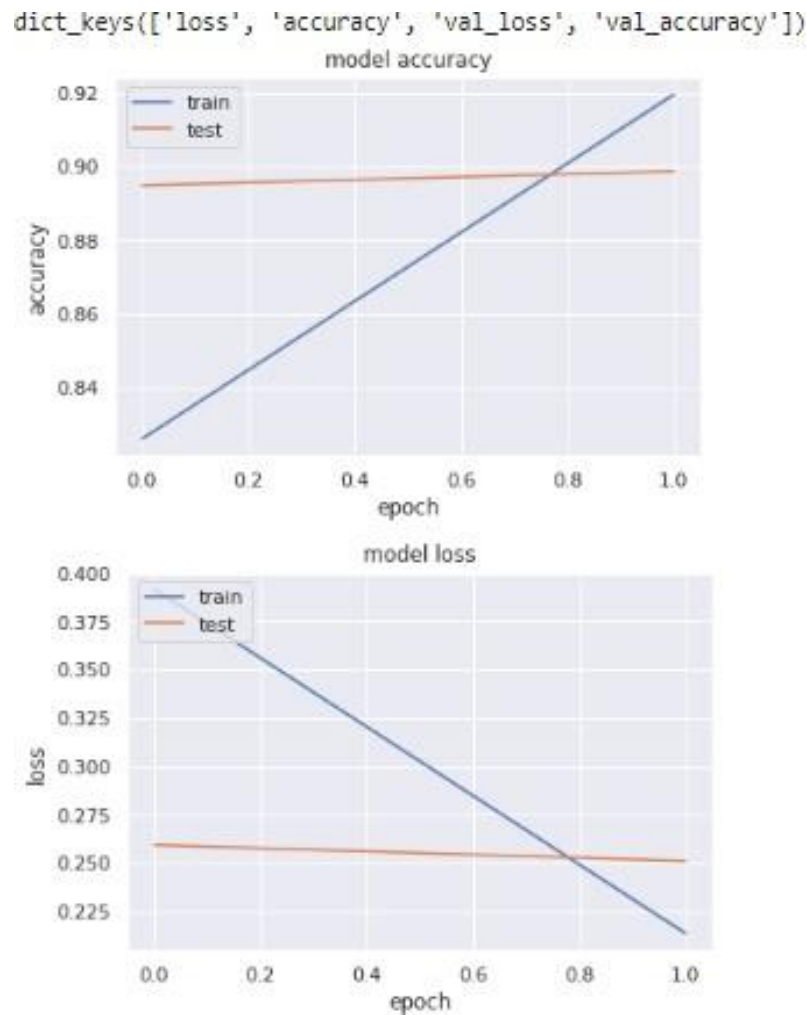 dict_keys(['loss', 'accuracy', 'val_loss', 'val_accuracy'])
model accuracy
0.92
0.90
0.88
0.86
0.84
accuracy
train
test
0.0 0.2 0.4 0.6 0.8 1.0
epoch
model loss
0.400
0.375
0.350
0.325
0.300
0.275
0.250
0.225
loss
train
test
0.0 0.2 0.4 0.6 0.8 1.0
epoch